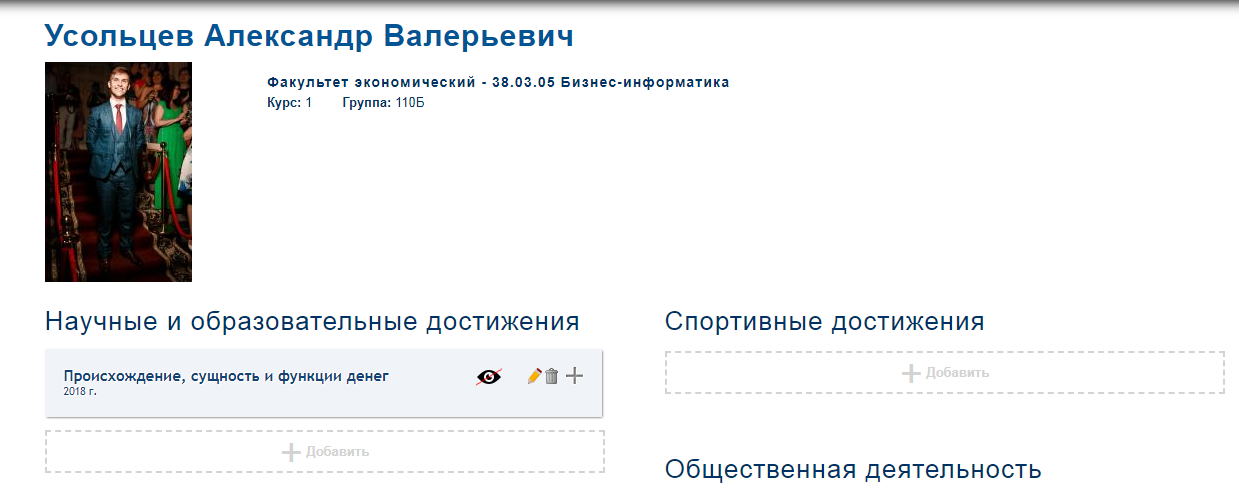 Усольцев Александр Валерьевич
Факультет экономический - 38.03.05 Бизнес-информатика
Курс: 1 Группа: 110Б
Научные и образовательные достижения
Происхождение, сущность и функции денег
2018 г.
Добавить
Спортивные достижения
Добавить
Общественная деятельность